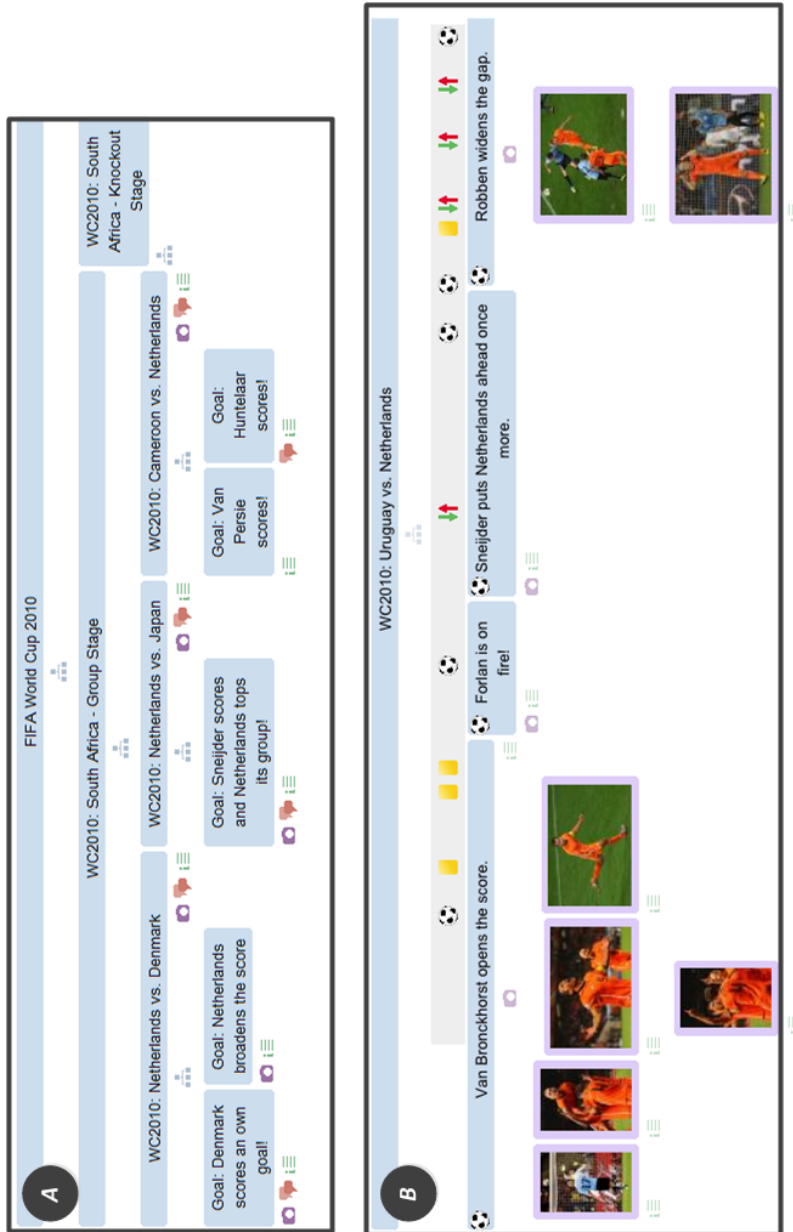 A
FIFA World Cup 2010
WC2010: South Africa - Group Stage
WC2010: South
Africa - Knockout
Stage
WC2010: Netherlands vs. Denmark
WC2010: Netherlands vs. Japan
WC2010: Cameroon vs. Netherlands
Goal: Denmark
scores an own
goal!
Goal: Netherlands
broadens the score
Goal: Sneijder scores
and Netherlands tops
its group!
Goal: Van
Persie
scores!
Goal:
Huntelaar
scores!
B
WC2010: Uruguay vs. Netherlands
Van Bronckhorst opens the score.
Forlan is on
fire!
Sneijder puts Netherlands ahead once
more.
Robben widens the gap.
17